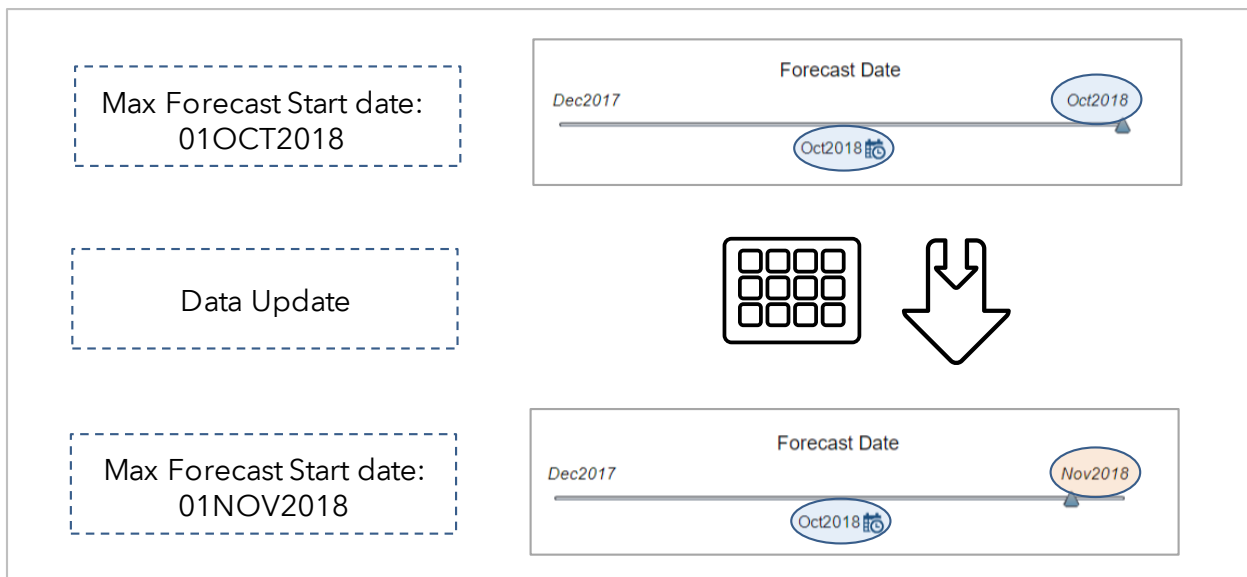 Max Forecast Start date:
01OCT2018
Forecast Date
Dec2017
Oct2018
Oct2018
Data Update
Max Forecast Start date:
01NOV2018
Forecast Date
Dec2017
Nov2018
Oct2018